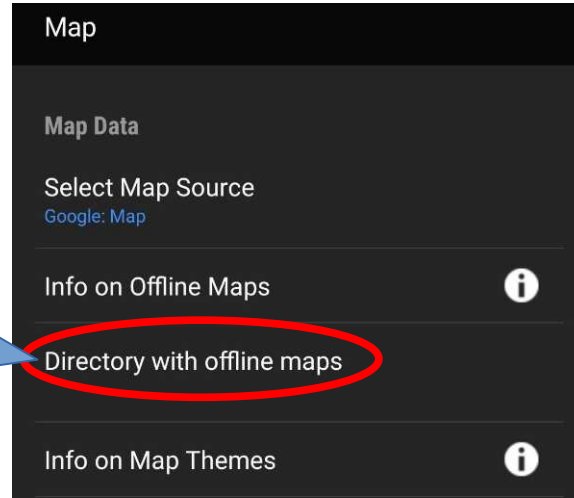 Map
Map Data
Select Map Source
Google: Map
Info on Offline Maps
Directory with offline maps
Info on Map Themes